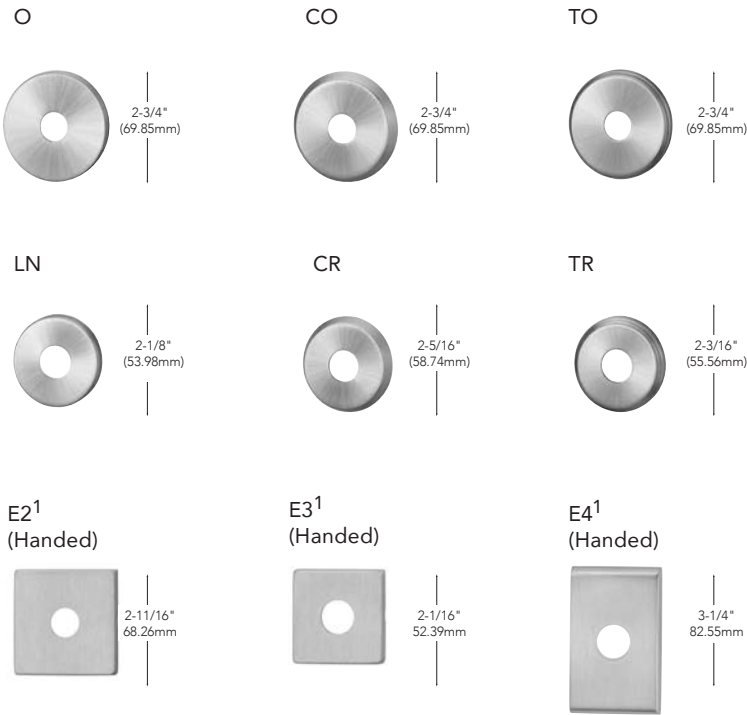 O
CO
TO
2-3/4"
(69.85mm)
2-3/4"
(69.85mm)
2-3/4"
(69.85mm)
LN
CR
TR
2-1/8"
(53.98mm)
2-5/16"
(58.74mm)
2-3/16"
(55.56mm)
E2¹
(Handed)
E3¹
(Handed)
E4¹
(Handed)
2-11/16"
68.26mm
2-1/16"
52.39mm
3-1/4"
82.55mm